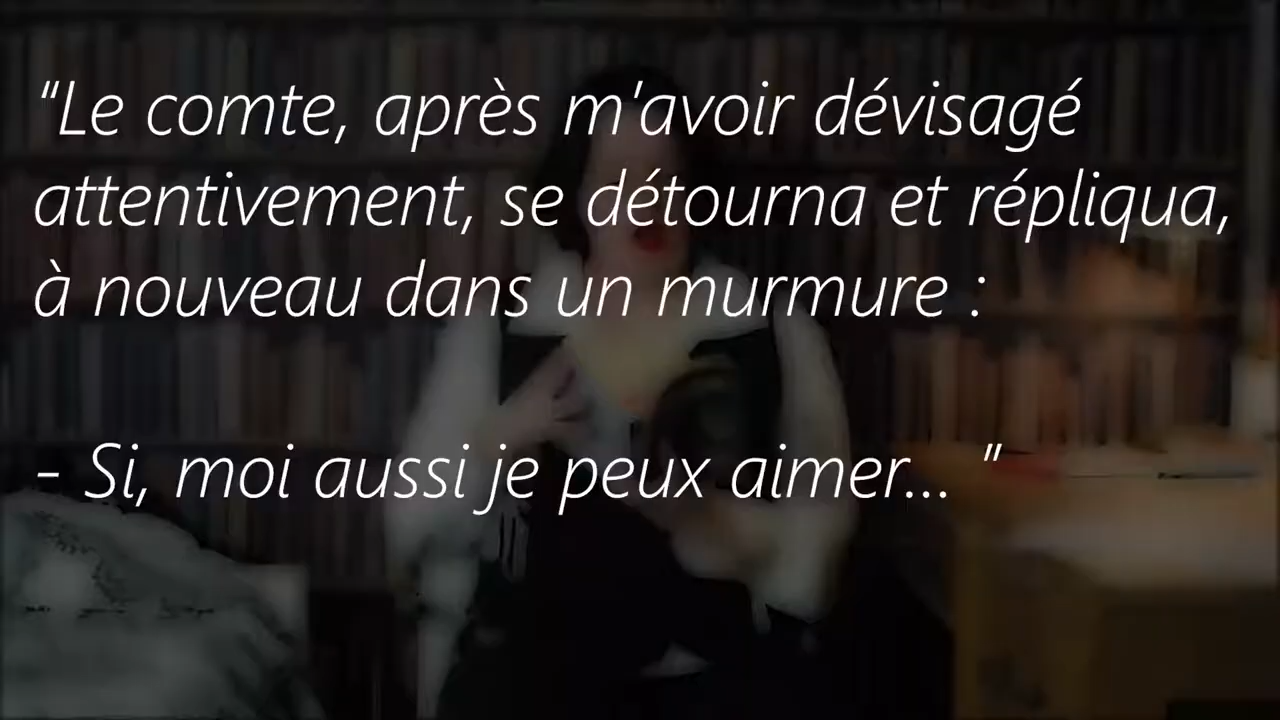 "Le comte, après m'avoir dévisagé
attentivement, se détourna et répliqua,
à nouveau dans un murmure :
- Si, moi aussi je peux aimer... "